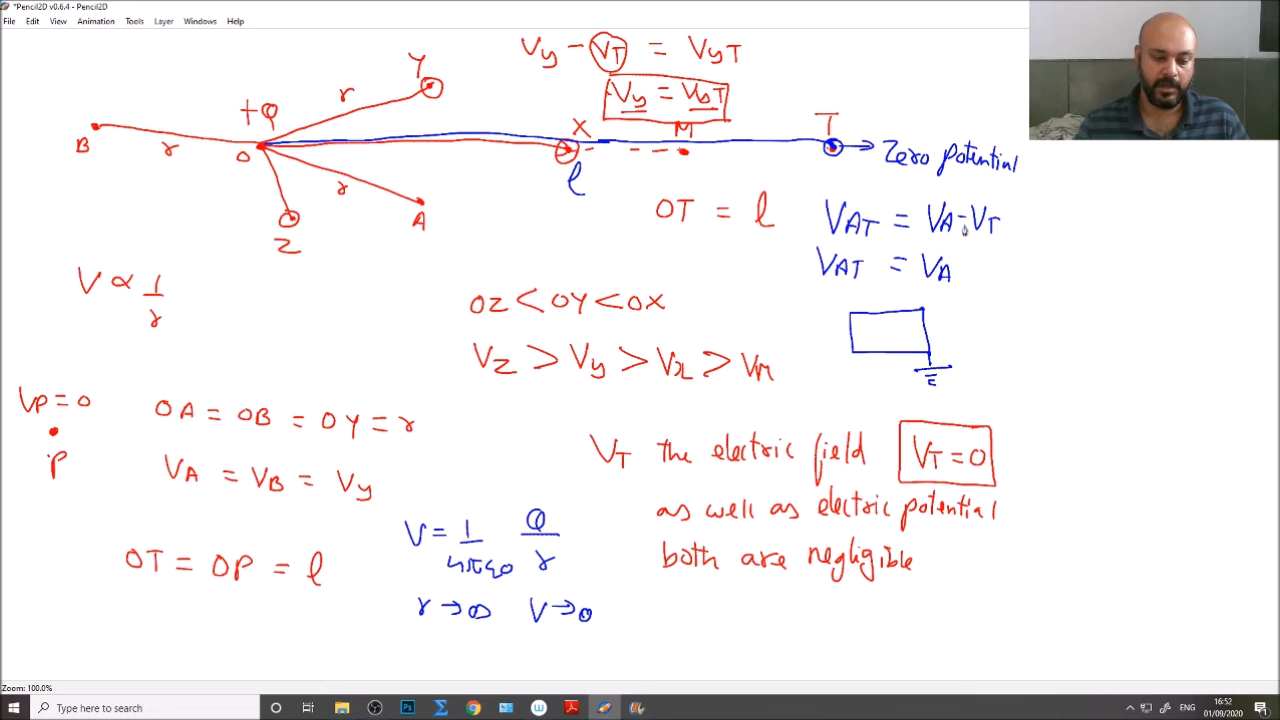 *Pencil2D v0.6.4 - Pencil2D
File Edit View Animation Tools Layer Windows Help
Vy - VT = VyT
Vy = VyT
+Q
Y
r
B
r
O
r
X
l
M
T
Zero potential
A
Z
OT = l
VAT = VA-VT
VAT = VA
V ∝ 1/r
OZ < OY < OX
VZ > Vy > Vx > VM
VP=0
P
OA = OB = OY = r
VA = VB = Vy
OT = OP = l
VT the electric field VT=0
as well as electric potential
both are negligible
V = 1/4πε0 Q/r
r → ∞ V → 0
Zoom: 100.0%
Type here to search
ENG
16:52
01/09/2020